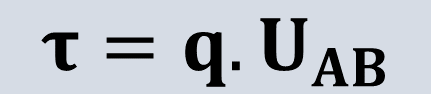 τ = q. U_AB